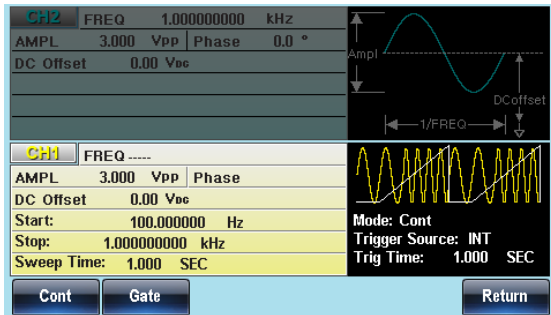 CH2 FREQ 1.000000000 kHz
AMPL 3.000 Vpp Phase 0.0 °
DC Offset 0.00 VDC
Ampl
DCoffset
1/FREQ
CH1 FREQ -----
AMPL 3.000 Vpp Phase
DC Offset 0.00 VDC
Start: 100.000000 Hz
Stop: 1.000000000 kHz
Sweep Time: 1.000 SEC
Mode: Cont
Trigger Source: INT
Trig Time: 1.000 SEC
Cont Gate Return